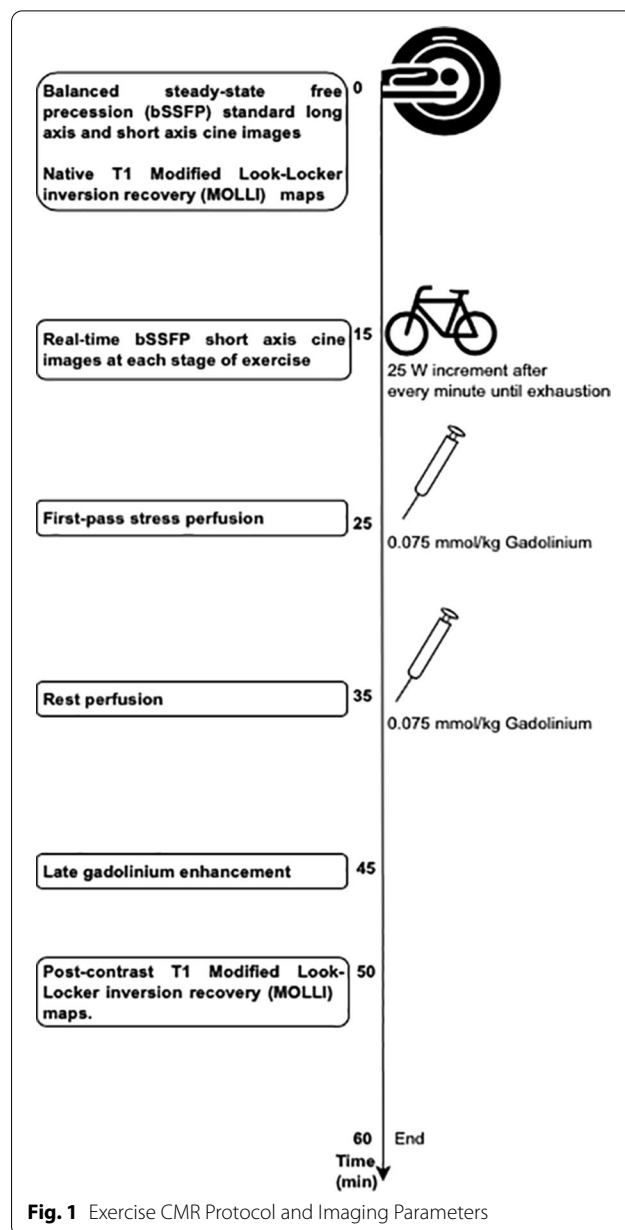 Balanced steady-state free
precession (bSSFP) standard long
axis and short axis cine images
Native T1 Modified Look-Locker
inversion recovery (MOLLI) maps
0
Real-time bSSFP short axis cine
images at each stage of exercise
15
25 W increment after
every minute until exhaustion
First-pass stress perfusion
25
0.075 mmol/kg Gadolinium
Rest perfusion
35
0.075 mmol/kg Gadolinium
Late gadolinium enhancement
45
Post-contrast T1 Modified Look-
Locker inversion recovery (MOLLI)
maps.
50
60 End
Time
(min)
Fig. 1 Exercise CMR Protocol and Imaging Parameters